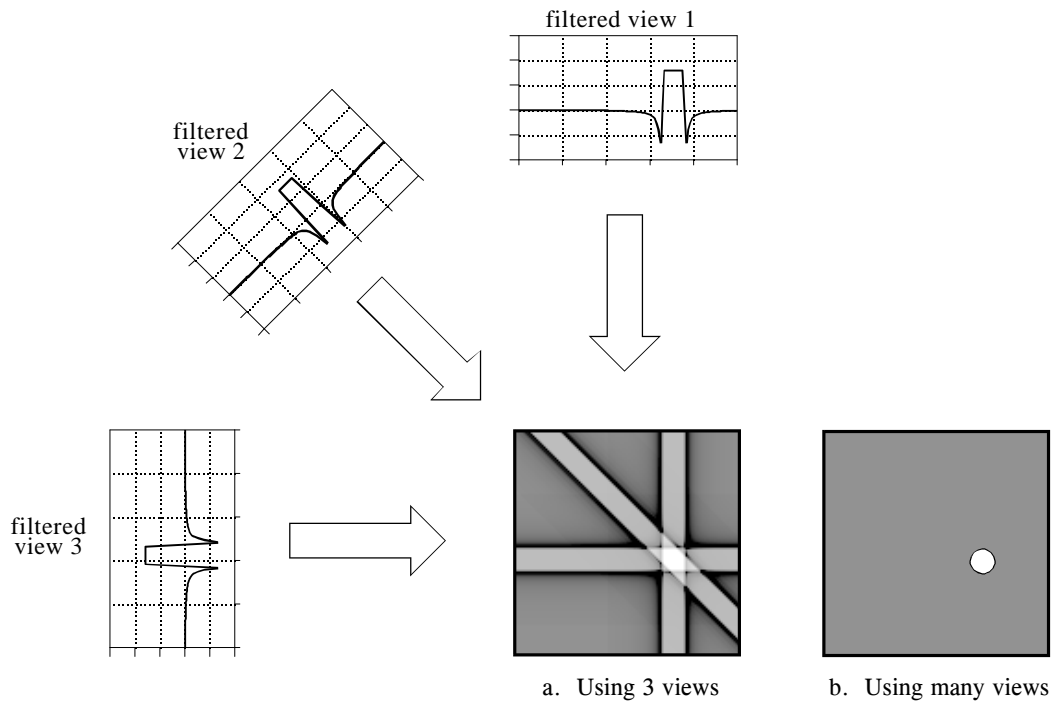 filtered view 1
filtered
view 2
filtered
view 3
a. Using 3 views
b. Using many views